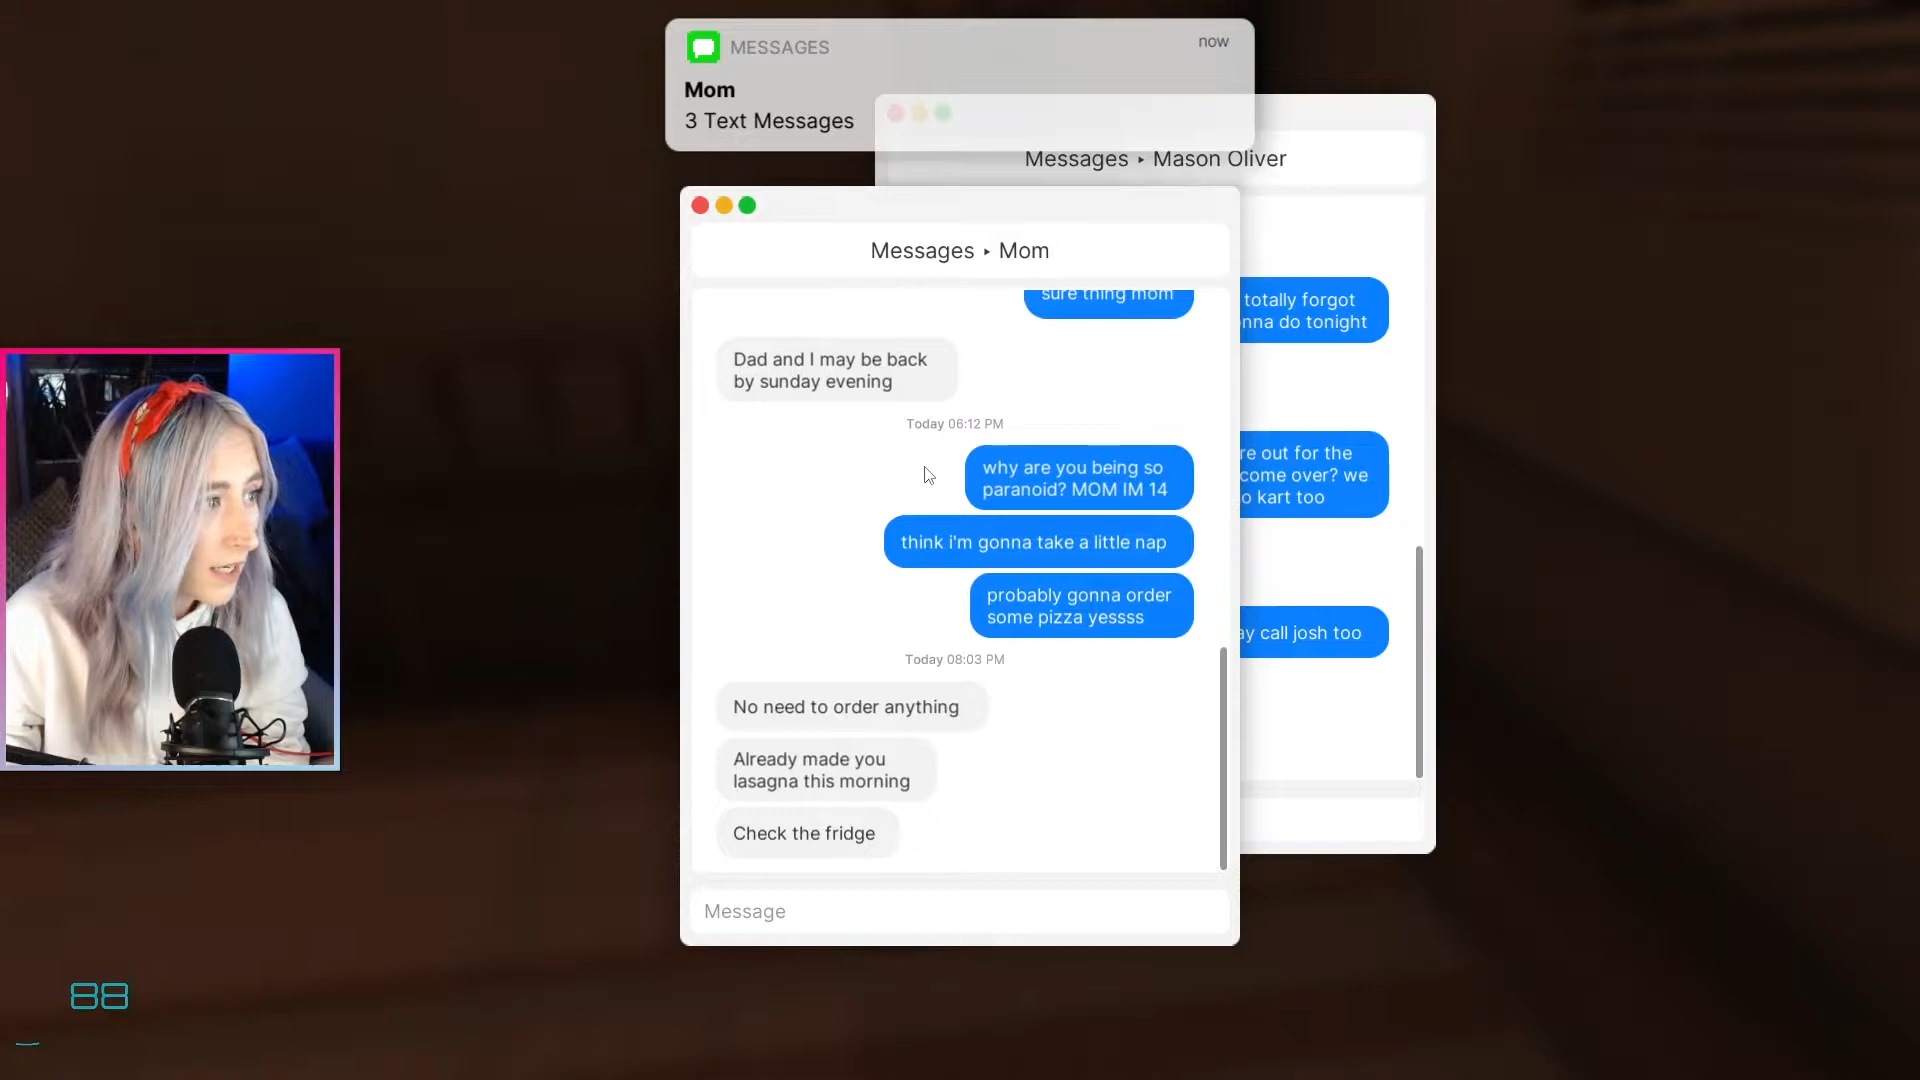 MESSAGES
now
Mom
3 Text Messages
Messages ‣ Mason Oliver
Messages ‣ Mom
sure thing mom
Dad and I may be back
by sunday evening
Today 06:12 PM
why are you being so
paranoid? MOM IM 14
think i'm gonna take a little nap
probably gonna order
some pizza yessss
Today 08:03 PM
No need to order anything
Already made you
lasagna this morning
Check the fridge
Message
totally forgot
nna do tonight
re out for the
come over? we
o kart too
ay call josh too
88